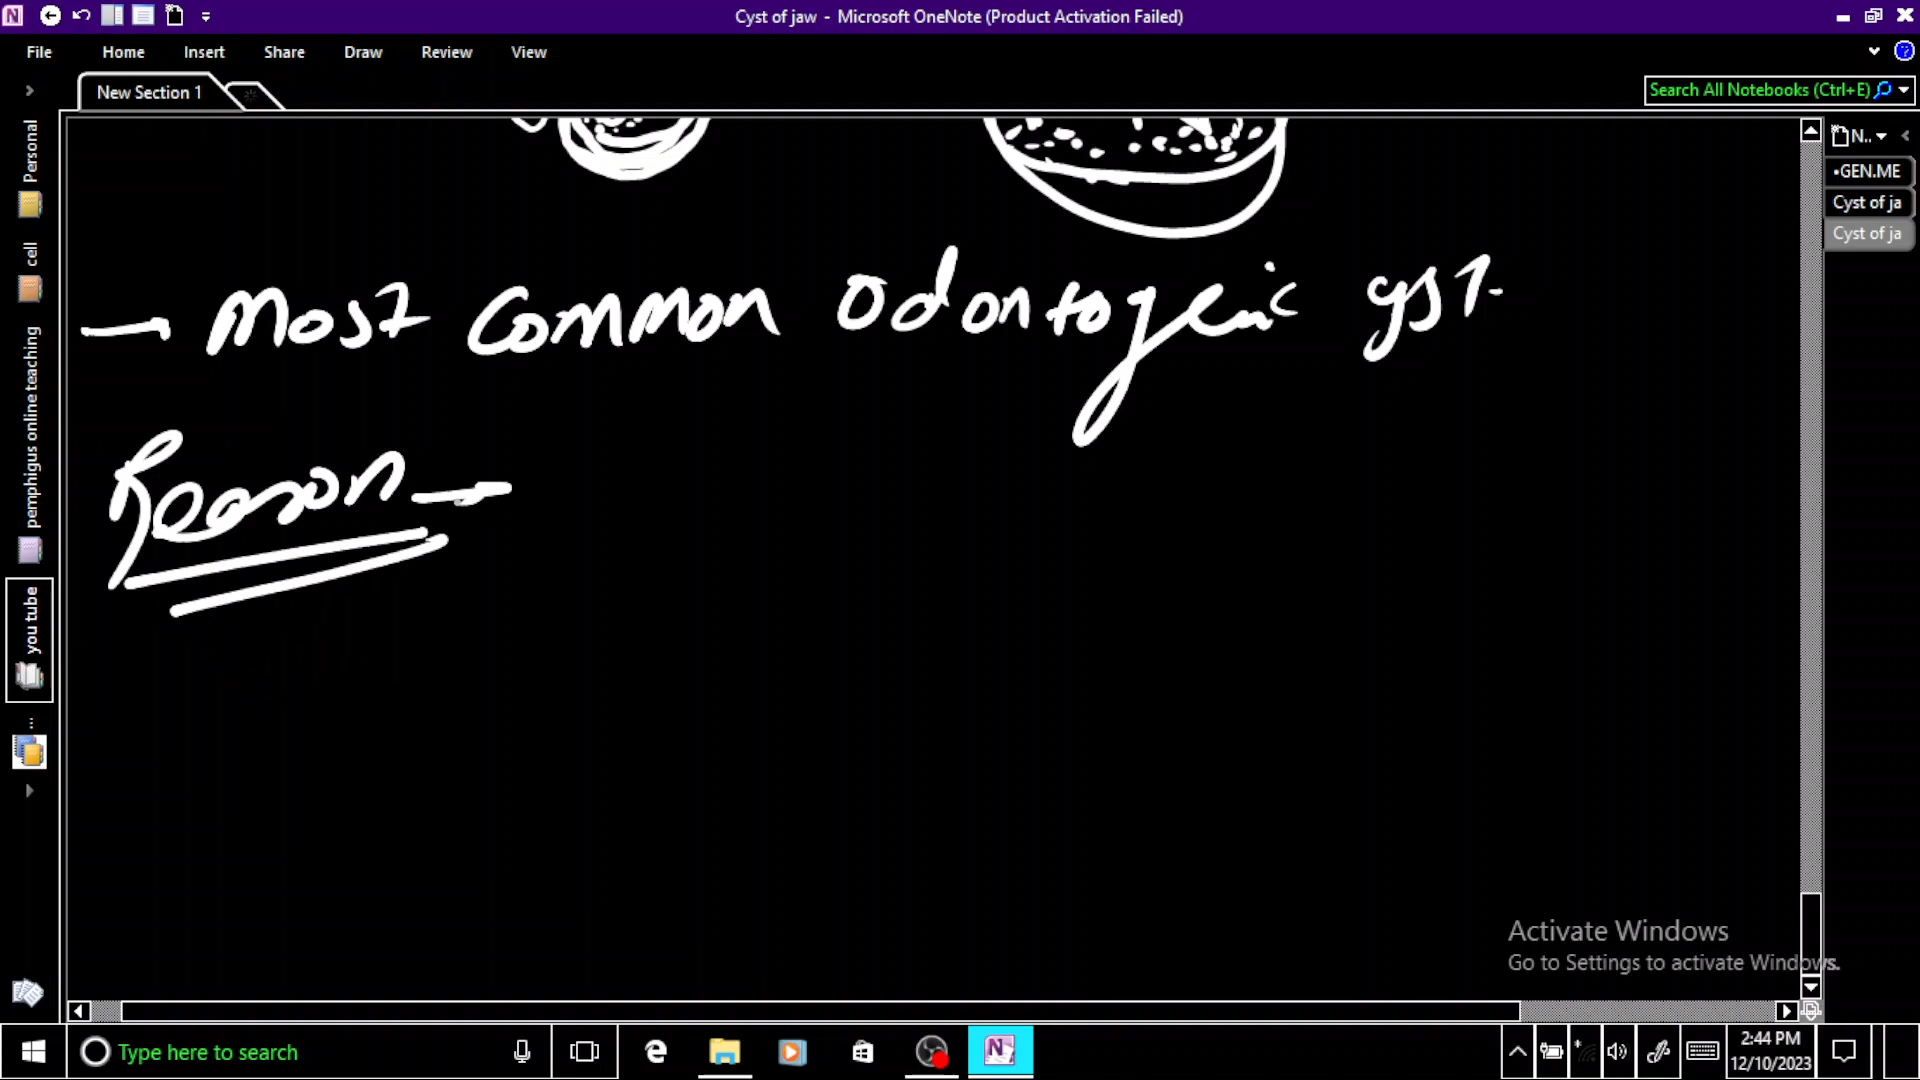 Cyst of jaw - Microsoft OneNote (Product Activation Failed)
File Home Insert Share Draw Review View
New Section 1
Search All Notebooks (Ctrl+E)
N..
•GEN.ME
Cyst of ja
Cyst of ja
Personal
cell
pemphigus online teaching
you tube
Most common Odontogenic cyst.
Reason
Activate Windows
Go to Settings to activate Windows.
Type here to search
2:44 PM
12/10/2023